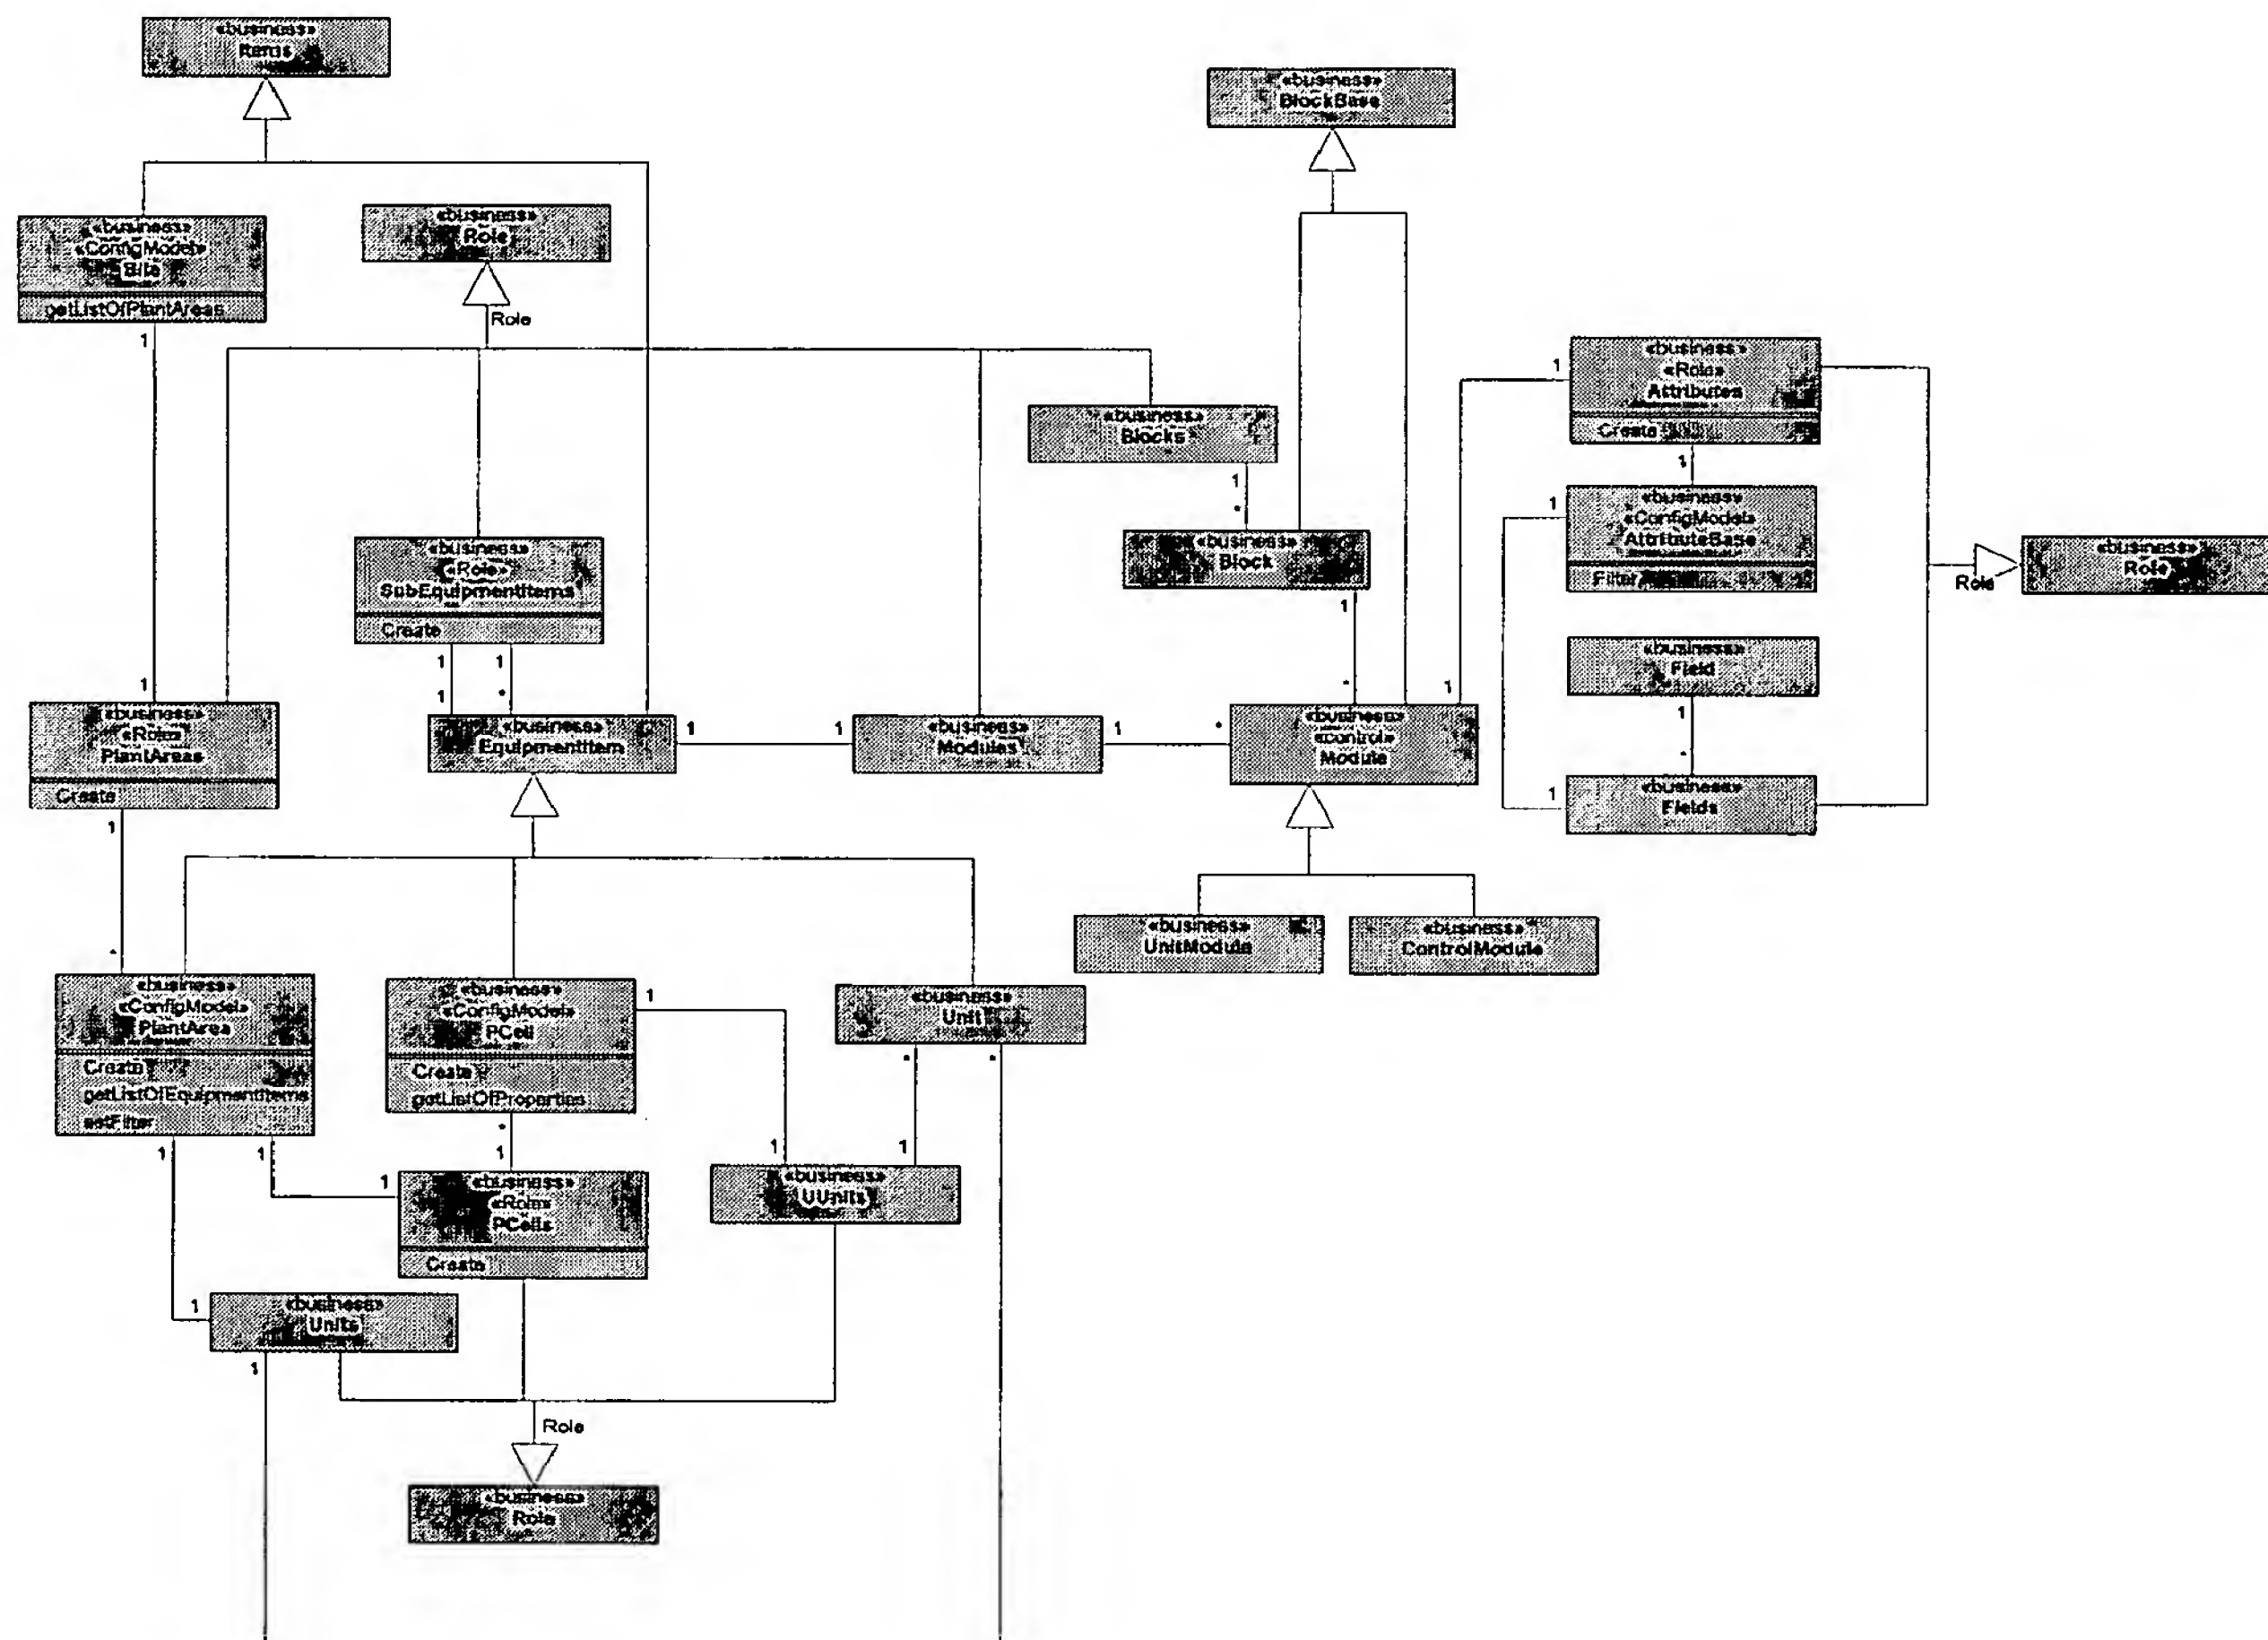 «business»
Items
«business»
BlockBase
«business»
«ConfigModel»
Site
getListOfPlantAreas
«business»
Role
Role
1
«business»
Blocks
1
*
«business»
Block
1
*
«business»
«Role»
Attributes
Create
1
1
*
«business»
«ConfigModel»
AttributeBase
Filter
1
«business»
Role
Role
«business»
Field
1
*
«business»
Fields
1
«business»
«Role»
SubEquipmentItems
Create
1
1
1
*
1
«business»
«Role»
PlantAreas
Create
1
*
«business»
EquipmentItem
1
1
«business»
Modules
1
*
«business»
«control»
Module
1
«business»
UnitModule
«business»
ControlModule
«business»
«ConfigModel»
PlantArea
Create
getListOfEquipmentItems
setFilter
1
1
«business»
«ConfigModel»
PCell
Create
getListOfProperties
1
*
1
«business»
Unit
*
*
1
1
1
«business»
«Role»
PCells
Create
«business»
UUnits
1
«business»
Units
1
Role
«business»
Role